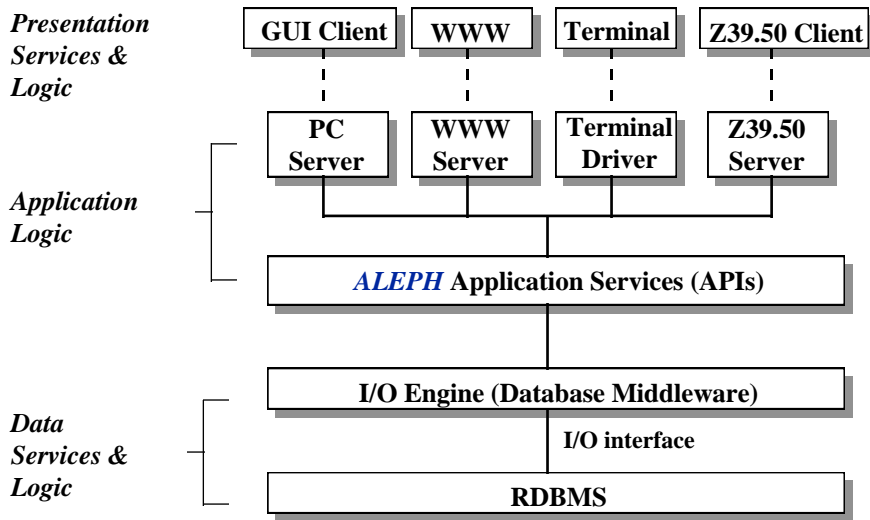 Presentation
Services &
Logic
GUI Client
WWW
Terminal
Z39.50 Client
PC
Server
WWW
Server
Terminal
Driver
Z39.50
Server
Application
Logic
ALEPH Application Services (APIs)
I/O Engine (Database Middleware)
Data
Services &
Logic
I/O interface
RDBMS